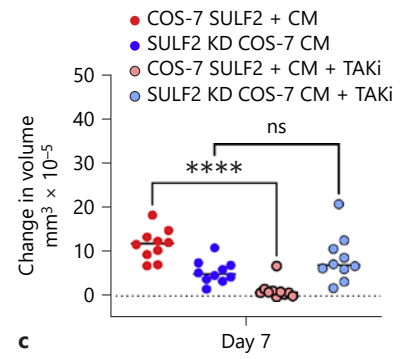 COS-7 SULF2 + CM
SULF2 KD COS-7 CM
COS-7 SULF2 + CM + TAKi
SULF2 KD COS-7 CM + TAKi
Change in volume
mm³ × 10⁻⁵
50
40
30
20
10
0
ns
****
c
Day 7